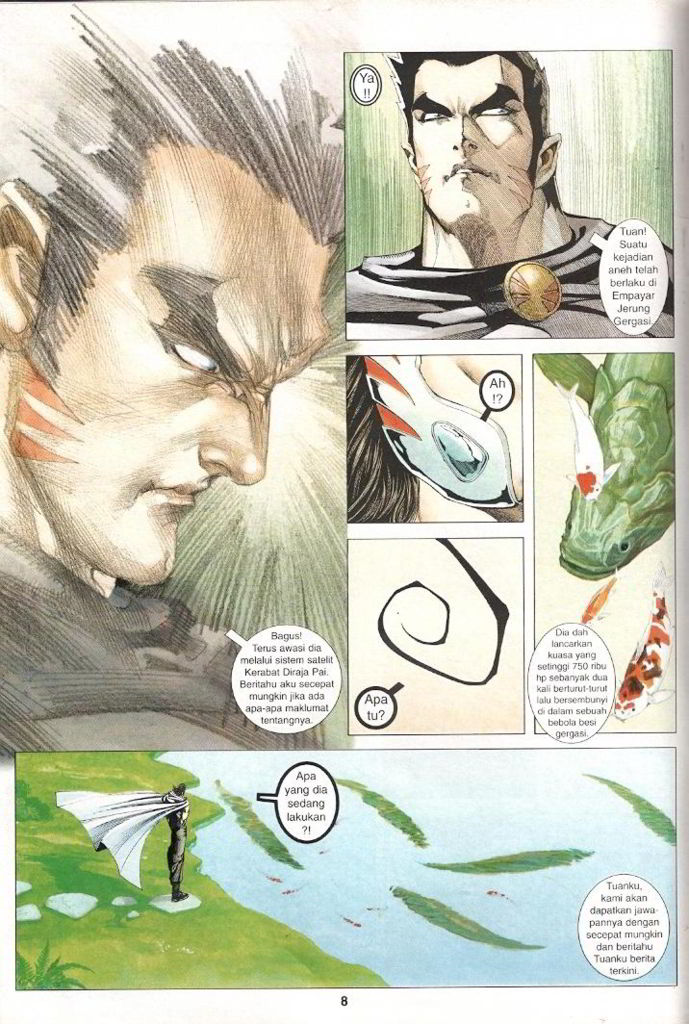 Ya
!!
Tuan!
Suatu
kejadian
aneh telah
berlaku di
Empayar
Jerung
Gergasi.
Ah
!?
Apa
tu?
Dia dah
lancarkan
kuasa yang
setinggi 750 ribu
hp sebanyak dua
kali berturut-turut
lalu bersembunyi
di dalam sebuah
bebola besi
gergasi.
Bagus!
Terus awasi dia
melalui sistem satelit
Kerabat Diraja Pai.
Beritahu aku secepat
mungkin jika ada
apa-apa maklumat
tentangnya.
Apa
yang dia
sedang
lakukan
?!
Tuanku,
kami akan
dapatkan jawa-
pannya dengan
secepat mungkin
dan beritahu
Tuanku berita
terkini.
8